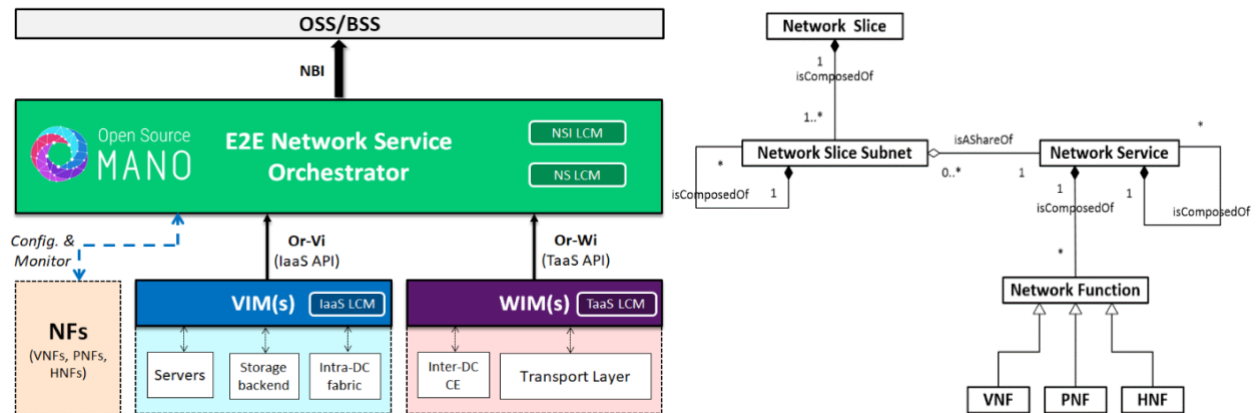 OSS/BSS
NBI
Open Source
MANO
E2E Network Service
Orchestrator
NSI LCM
NS LCM
Config. &
Monitor
Or-Vi
(IaaS API)
Or-Wi
(TaaS API)
NFs
(VNFs, PNFs,
HNFs)
VIM(s)
IaaS LCM
Servers
Storage
backend
Intra-DC
fabric
WIM(s)
TaaS LCM
Inter-DC
CE
Transport Layer
Network Slice
1
isComposedOf
1..*
Network Slice Subnet
*
isComposedOf
1
isAShareOf
0..*
1
Network Service
*
1
isComposedOf
1
isComposedOf
*
Network Function
VNF
PNF
HNF